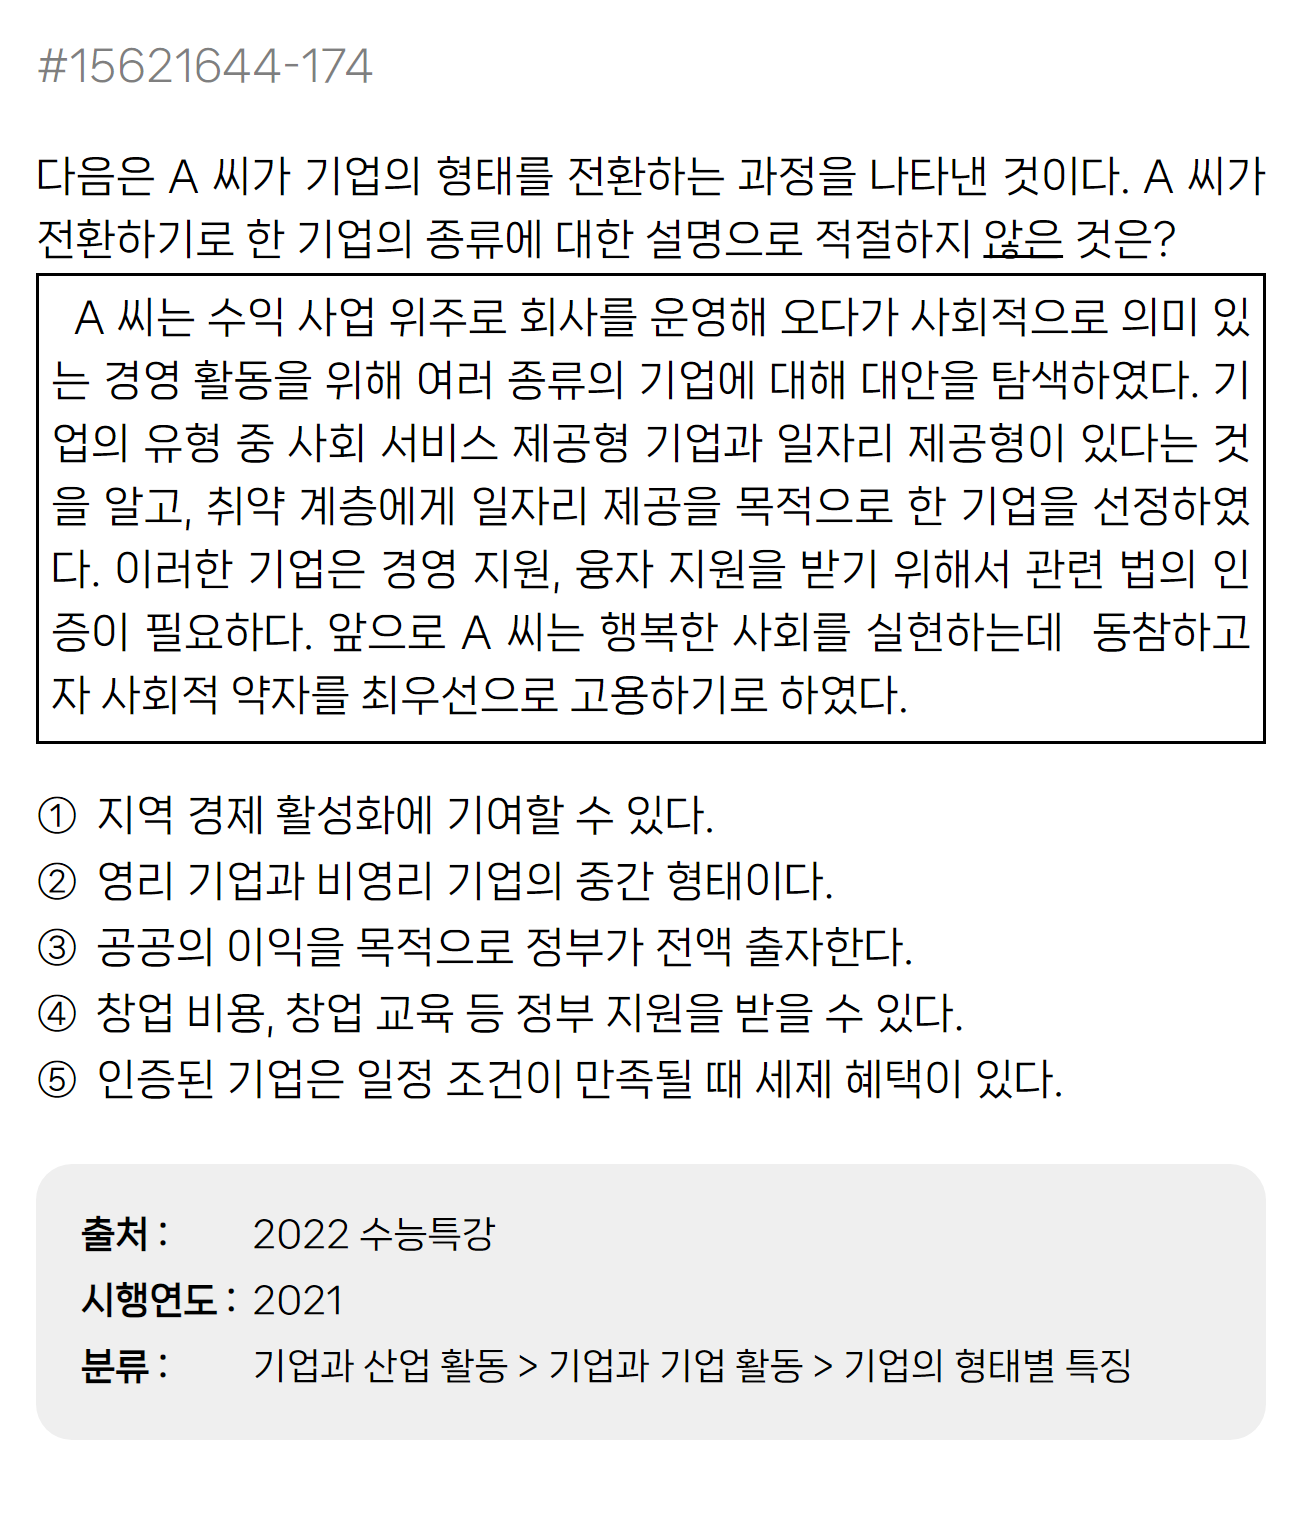 #15621644-174
다음은 A 씨가 기업의 형태를 전환하는 과정을 나타낸 것이다. A 씨가
전환하기로 한 기업의 종류에 대한 설명으로 적절하지 않은 것은?
A 씨는 수익 사업 위주로 회사를 운영해 오다가 사회적으로 의미 있
는 경영 활동을 위해 여러 종류의 기업에 대해 대안을 탐색하였다. 기
업의 유형 중 사회 서비스 제공형 기업과 일자리 제공형이 있다는 것
을 알고, 취약 계층에게 일자리 제공을 목적으로 한 기업을 선정하였
다. 이러한 기업은 경영 지원, 융자 지원을 받기 위해서 관련 법의 인
증이 필요하다. 앞으로 A 씨는 행복한 사회를 실현하는데 동참하고
자 사회적 약자를 최우선으로 고용하기로 하였다.
① 지역 경제 활성화에 기여할 수 있다.
② 영리 기업과 비영리 기업의 중간 형태이다.
③ 공공의 이익을 목적으로 정부가 전액 출자한다.
④ 창업 비용, 창업 교육 등 정부 지원을 받을 수 있다.
⑤ 인증된 기업은 일정 조건이 만족될 때 세제 혜택이 있다.
출처 : 2022 수능특강
시행연도 : 2021
분류 : 기업과 산업 활동 > 기업과 기업 활동 > 기업의 형태별 특징